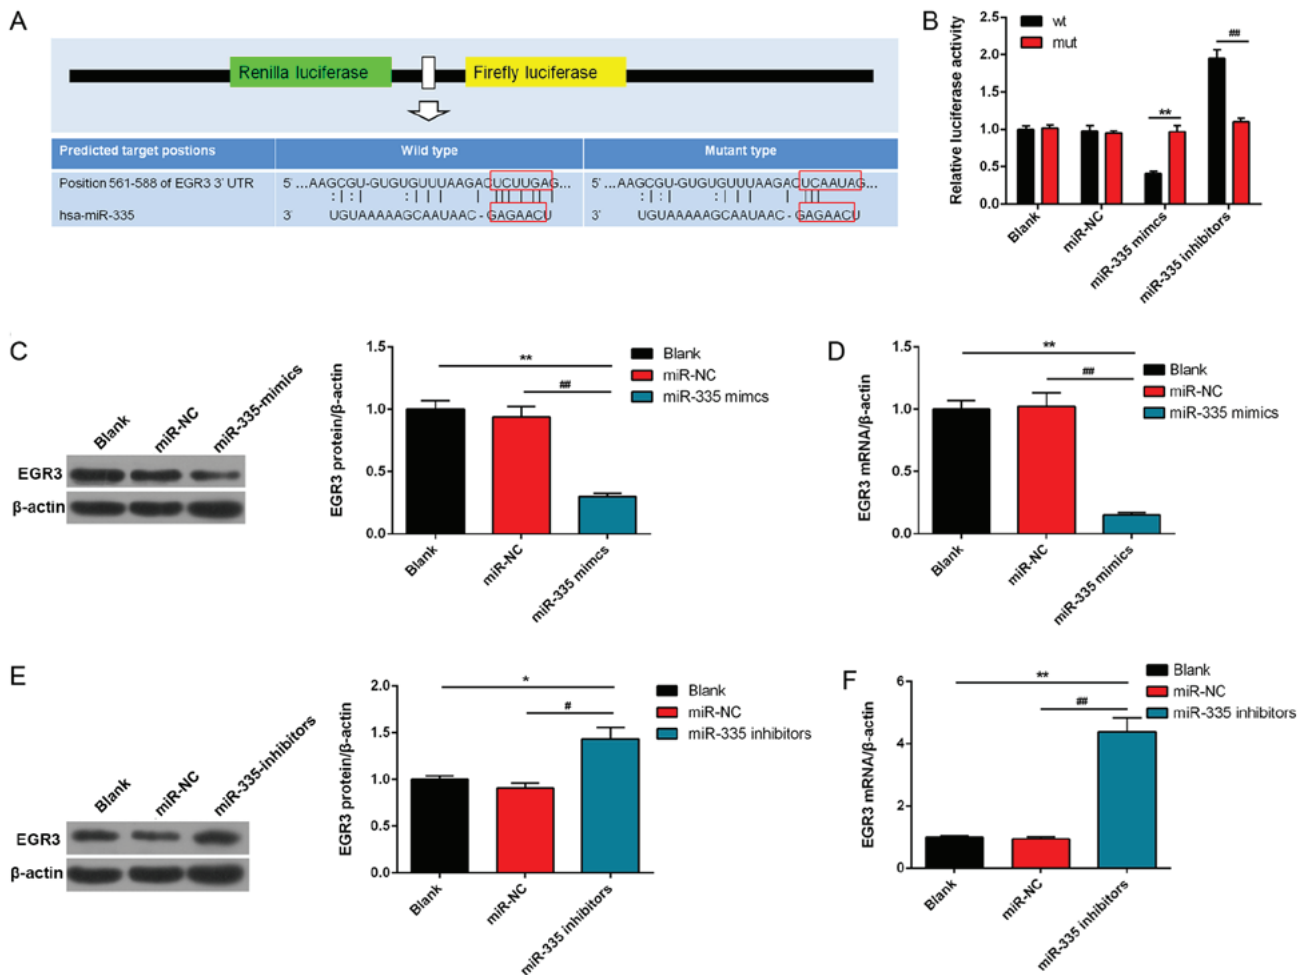 A
Renilla luciferase
Firefly luciferase
Predicted target postions
Wild type
Mutant type
Position 561-588 of EGR3 3' UTR
5' ...AAGCGU-GUGUGUUUAAGACUCUUGAG...
5' ...AAGCGU-GUGUGUUUAAGACUCAAUAG...
hsa-miR-335
3' UGUAAAAAGCAAUAAC - GAGAACU
3' UGUAAAAAGCAAUAAC - GAGAACU
B
wt
mut
Relative luciferase activity
2.5
2.0
1.5
1.0
0.5
0.0
**
##
Blank
miR-NC
miR-335 mimcs
miR-335 inhibitors
C
Blank
miR-NC
miR-335-mimics
EGR3
β-actin
EGR3 protein/β-actin
1.5
1.0
0.5
0.0
**
##
Blank
miR-NC
miR-335 mimcs
Blank
miR-NC
miR-335 mimcs
D
EGR3 mRNA/β-actin
1.5
1.0
0.5
0.0
**
##
Blank
miR-NC
miR-335 mimics
Blank
miR-NC
miR-335 mimics
E
Blank
miR-NC
miR-335-inhibitors
EGR3
β-actin
EGR3 protein/β-actin
2.0
1.5
1.0
0.5
0.0
*
#
Blank
miR-NC
miR-335 inhibitors
Blank
miR-NC
miR-335 inhibitors
F
EGR3 mRNA/β-actin
6
4
2
0
**
##
Blank
miR-NC
miR-335 inhibitors
Blank
miR-NC
miR-335 inhibitors